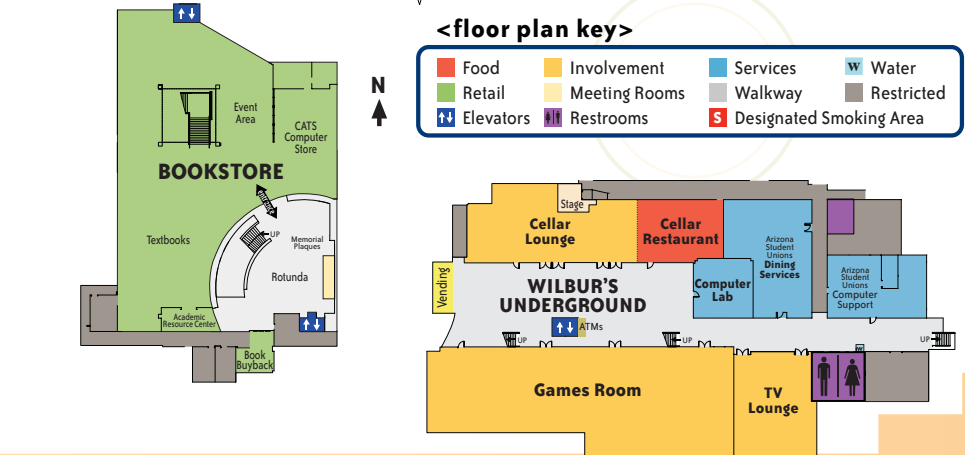 <floor plan key>
Food
Involvement
Services
W Water
Retail
Meeting Rooms
Walkway
Restricted
Elevators
Restrooms
S Designated Smoking Area
N
Event
Area
CATS
Computer
Store
BOOKSTORE
Textbooks
UP
Memorial
Plaques
Rotunda
Academic
Resource Center
Book
Buyback
Stage
Cellar
Lounge
Cellar
Restaurant
Arizona
Student
Unions
Dining
Services
Vending
WILBUR'S
UNDERGROUND
Computer
Lab
Arizona
Student
Unions
Computer
Support
ATMs
UP
UP
UP
W
Games Room
TV
Lounge